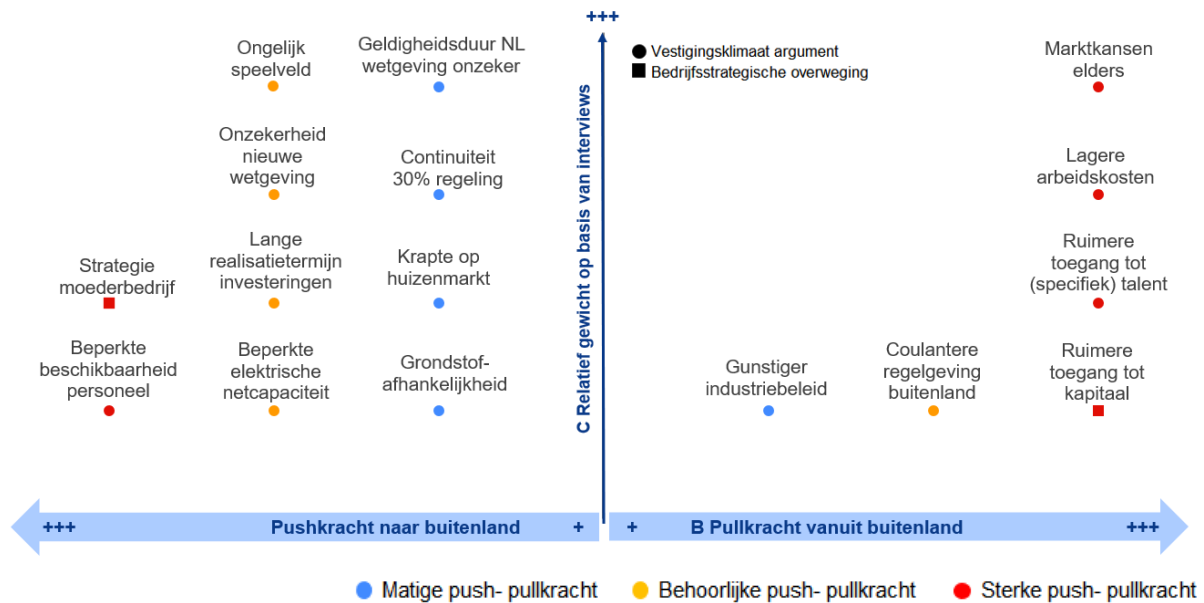 +++
Ongelijk
speelveld
Geldigheidsduur NL
wetgeving onzeker
Vestigingsklimaat argument
Bedrijfsstrategische overweging
Marktkansen
elders
Onzekerheid
nieuwe
wetgeving
Continuiteit
30% regeling
Lagere
arbeidskosten
Strategie
moederbedrijf
Lange
realisatietermijn
investeringen
Krapte op
huizenmarkt
Ruimere
toegang tot
(specifiek) talent
Beperkte
beschikbaarheid
personeel
Beperkte
elektrische
netcapaciteit
Grondstof-
afhankelijkheid
C Relatief gewicht op basis van interviews
Gunstiger
industriebeleid
Coulantere
regelgeving
buitenland
Ruimere
toegang tot
kapitaal
+++ Pushkracht naar buitenland +
+ B Pullkracht vanuit buitenland +++
Matige push- pullkracht
Behoorlijke push- pullkracht
Sterke push- pullkracht